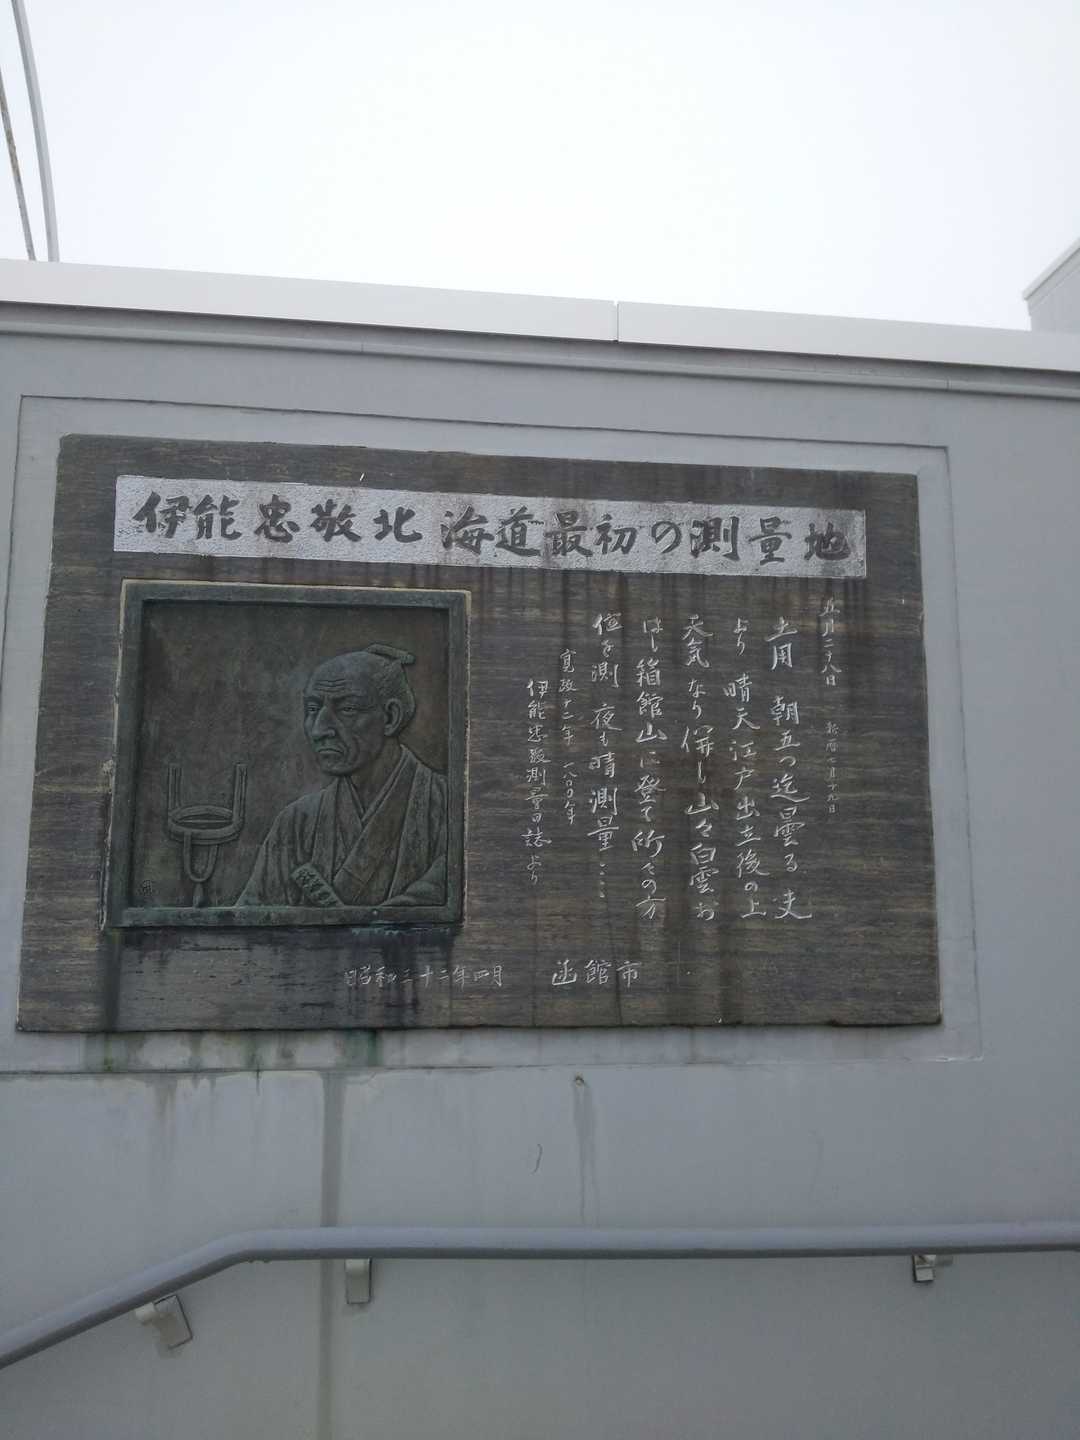 伊能忠敬北海道最初の測量地
五月二十八日 新暦七月十九日
土用 朝五つ迄曇る 夫
より 晴天 江戸出立後の上
天気なり 併し山々白雲お
ほし 箱館山に登て所々の方
位を測 夜も晴 測量……
寛政十二年 一八〇〇年
伊能忠敬測量日誌より
昭和三十二年四月 函館市